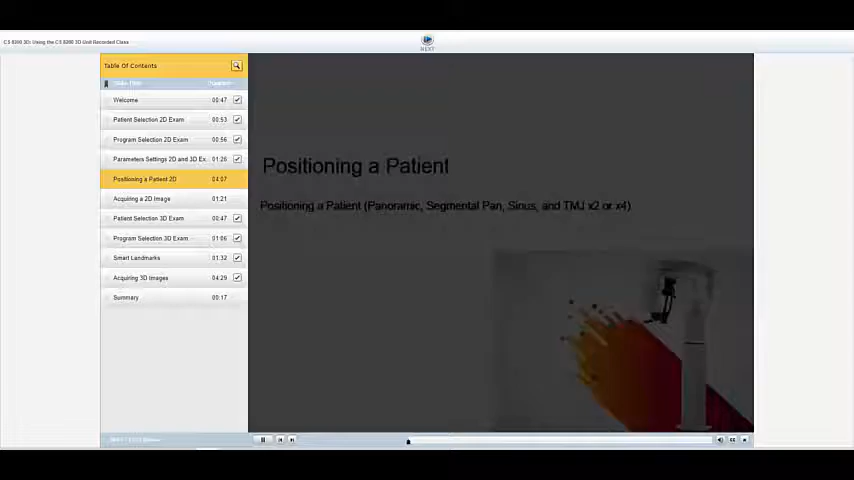 CS 8200 3D: Using the CS 8200 3D Unit Recorded Class
NEXT
Table Of Contents
Slide Title Duration
Welcome 00:47
Patient Selection 2D Exam 00:53
Program Selection 2D Exam 00:56
Parameters Settings 2D and 3D Ex... 01:26
Positioning a Patient 2D 04:07
Acquiring a 2D Image 01:21
Patient Selection 3D Exam 00:47
Program Selection 3D Exam 01:06
Smart Landmarks 01:32
Acquiring 3D Images 04:29
Summary 00:17
Positioning a Patient
Positioning a Patient (Panoramic, Segmental Pan, Sinus, and TMJ x2 or x4)